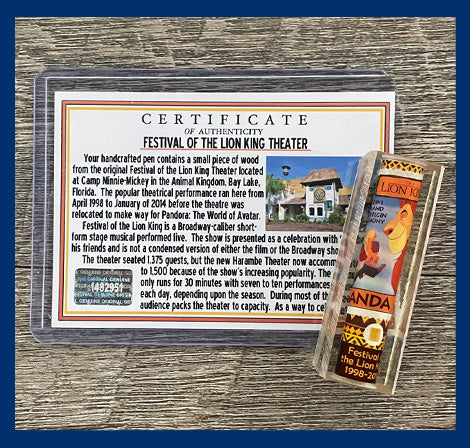 CERTIFICATE
OF AUTHENTICITY
FESTIVAL OF THE LION KING THEATER
Your handcrafted pen contains a small piece of wood
from the original Festival of the Lion King Theater located
at Camp Minnie-Mickey in the Animal Kingdom, Bay Lake,
Florida. The popular theatrical performance ran here from
April 1998 to January of 2014 before the theatre was
relocated to make way for Pandora: The World of Avatar.
Festival of the Lion King is a Broadway-caliber short-
form stage musical performed live. The show is presented as a celebration with
his friends and is not a condensed version of either the film or the Broadway
The theater seated 1,375 guests, but the new Harambe Theater now
to 1,500 because of the show's increasing popularity. The
only runs for 30 minutes with seven to ten performances
each day, depending upon the season. During most of
audience packs the theater to capacity. As a way to
GENUINE ORIGINAL
1482951
GENUINE ORIGINAL
LION
ANDA
Festival
the Lion
1998-20